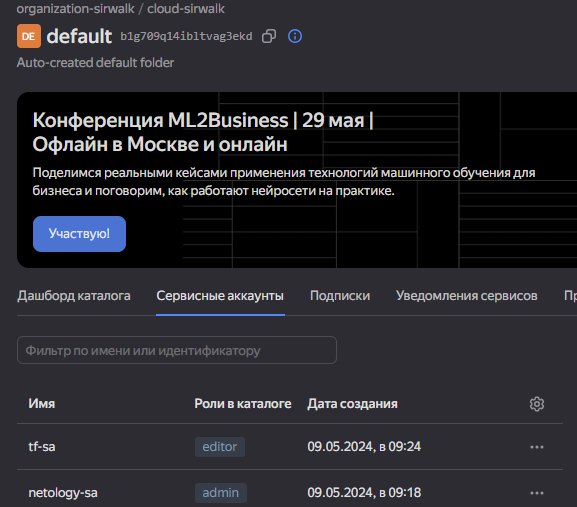 organization-sirwalk / cloud-sirwalk
DE default b1g709q14ibltvag3ekd
Auto-created default folder
Конференция ML2Business | 29 мая |
Офлайн в Москве и онлайн
Поделимся реальными кейсами применения технологий машинного обучения для
бизнеса и поговорим, как работают нейросети на практике.
Участвую!
Дашборд каталога Сервисные аккаунты Подписки Уведомления сервисов Пр
Фильтр по имени или идентификатору
Имя Роли в каталоге Дата создания
tf-sa editor 09.05.2024, в 09:24
netology-sa admin 09.05.2024, в 09:18